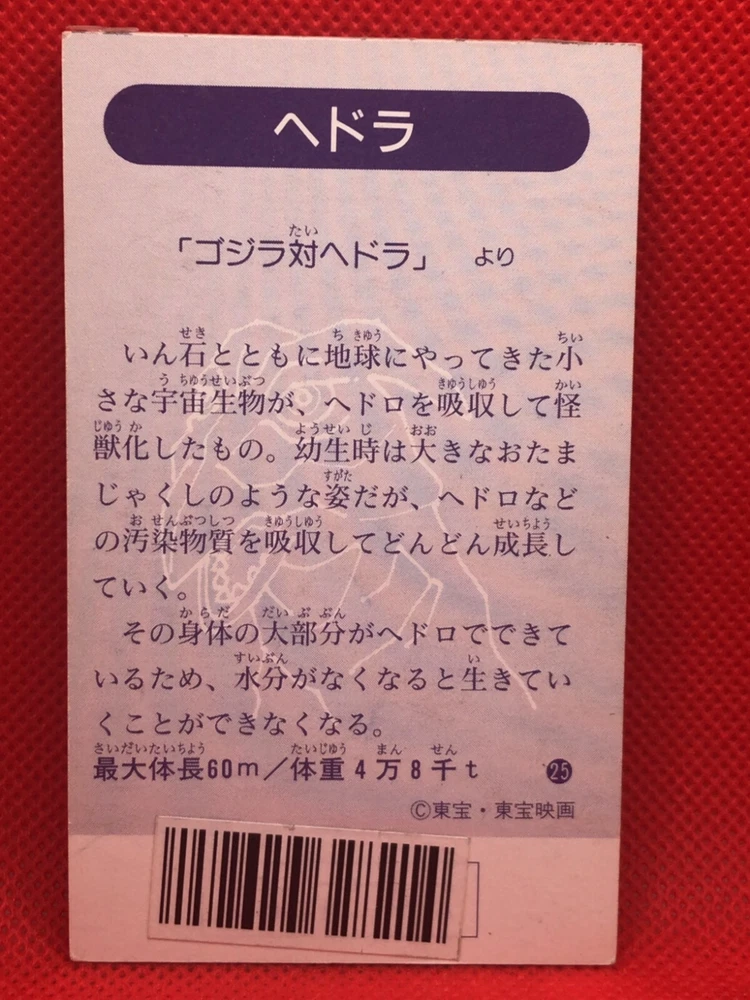 ヘドラ
「ゴジラ対ヘドラ」 より
いん石とともに地球にやってきた小
さな宇宙生物が、ヘドロを吸収して怪
獣化したもの。幼生時は大きなおたま
じゃくしのような姿だが、ヘドロなど
の汚染物質を吸収してどんどん成長し
ていく。
その身体の大部分がヘドロでできて
いるため、水分がなくなると生きてい
くことができなくなる。
最大体長60m/体重4万8千t 25
©東宝・東宝映画